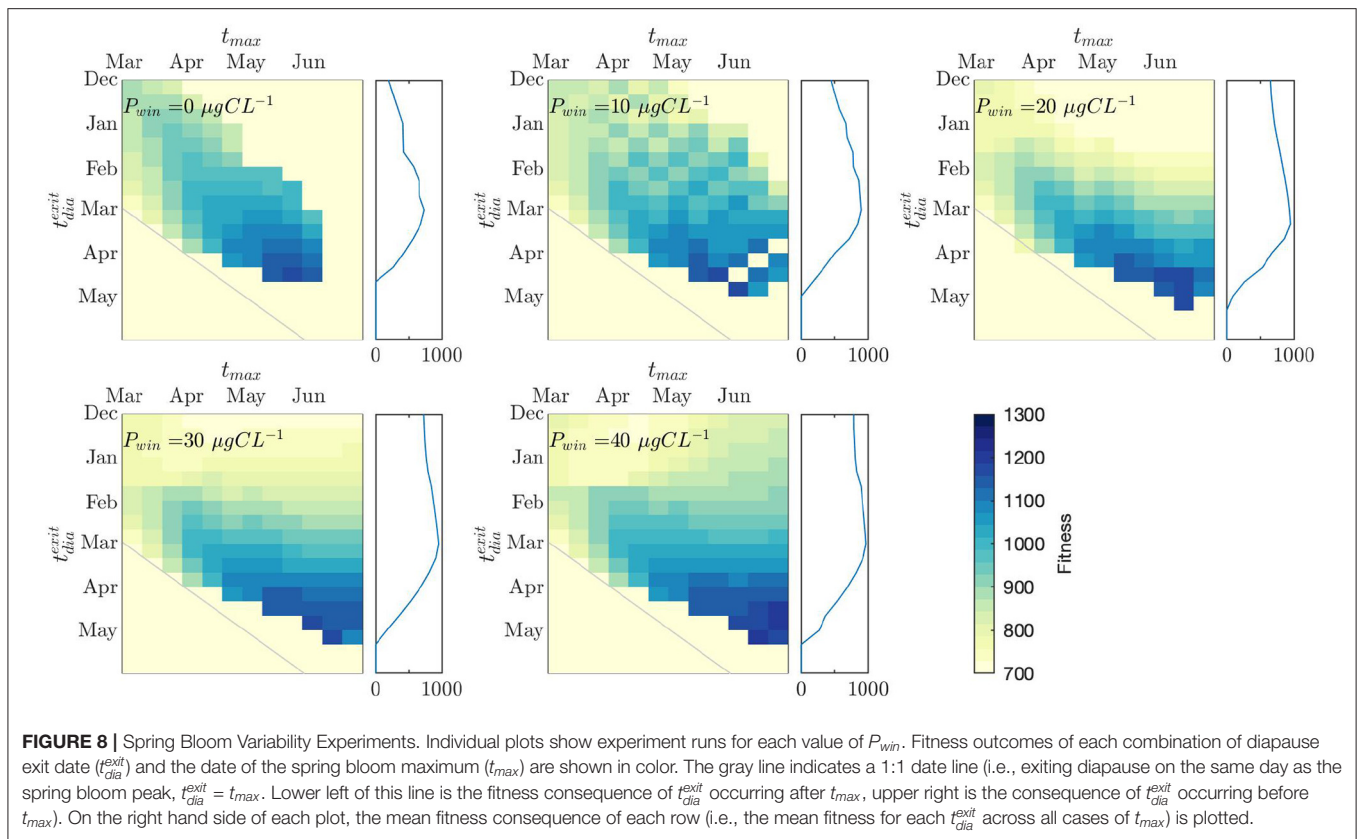 t_max
Mar Apr May Jun
Dec
P_win =0 μgCL^-1
Jan
Feb
Mar
Apr
May
t_dia^exit
0 1000
t_max
Mar Apr May Jun
Dec
P_win =10 μgCL^-1
Jan
Feb
Mar
Apr
May
t_dia^exit
0 1000
t_max
Mar Apr May Jun
Dec
P_win =20 μgCL^-1
Jan
Feb
Mar
Apr
May
t_dia^exit
0 1000
t_max
Mar Apr May Jun
Dec
P_win =30 μgCL^-1
Jan
Feb
Mar
Apr
May
t_dia^exit
0 1000
t_max
Mar Apr May Jun
Dec
P_win =40 μgCL^-1
Jan
Feb
Mar
Apr
May
t_dia^exit
0 1000
1300
1200
1100
1000
900
800
700
Fitness
FIGURE 8 | Spring Bloom Variability Experiments. Individual plots show experiment runs for each value of P_win. Fitness outcomes of each combination of diapause
exit date (t_dia^exit) and the date of the spring bloom maximum (t_max) are shown in color. The gray line indicates a 1:1 date line (i.e., exiting diapause on the same day as the
spring bloom peak, t_dia^exit = t_max. Lower left of this line is the fitness consequence of t_dia^exit occurring after t_max, upper right is the consequence of t_dia^exit occurring before
t_max). On the right hand side of each plot, the mean fitness consequence of each row (i.e., the mean fitness for each t_dia^exit across all cases of t_max) is plotted.